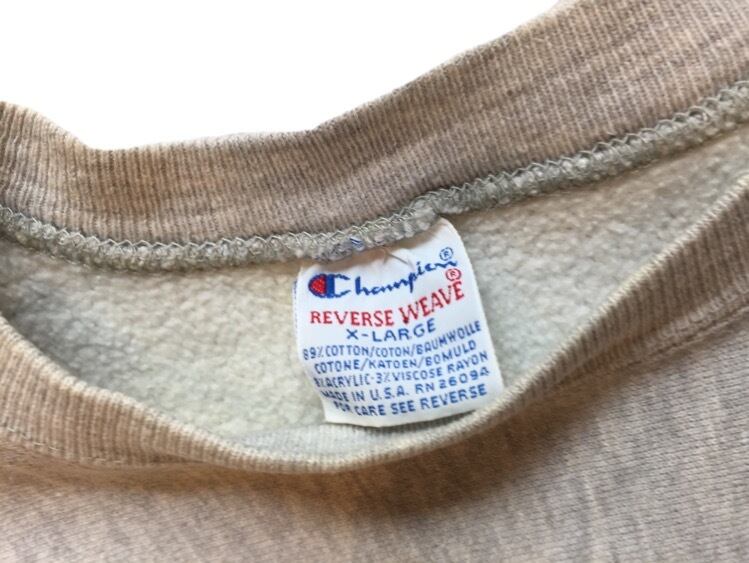 Champion®
REVERSE WEAVE®
X-LARGE
89% COTTON/COTON/BAUMWOLLE
COTONE/KATOEN/BOMULD
8% ACRYLIC-3% VISCOSE RAYON
MADE IN U.S.A. RN 26094
FOR CARE SEE REVERSE